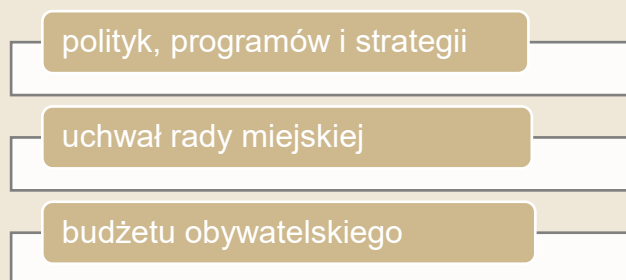 polityk, programów i strategii
uchwał rady miejskiej
budżetu obywatelskiego